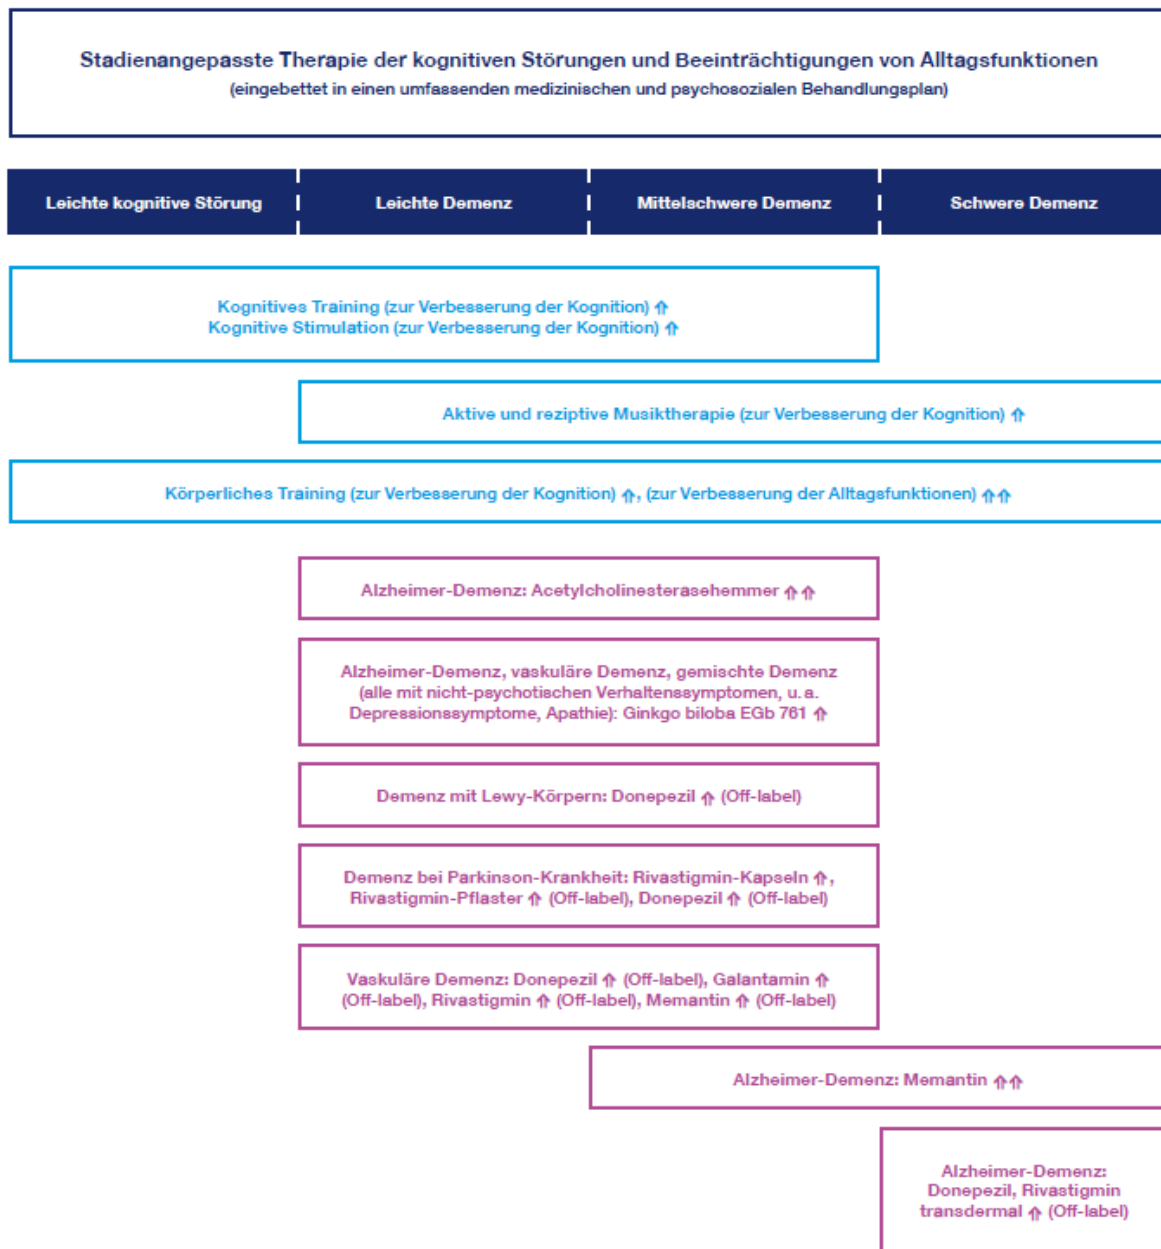 Stadienangepasste Therapie der kognitiven Störungen und Beeinträchtigungen von Alltagsfunktionen
(eingebettet in einen umfassenden medizinischen und psychosozialen Behandlungsplan)
Leichte kognitive Störung
Leichte Demenz
Mittelschwere Demenz
Schwere Demenz
Kognitives Training (zur Verbesserung der Kognition) ⇑
Kognitive Stimulation (zur Verbesserung der Kognition) ⇑
Aktive und reziptive Musiktherapie (zur Verbesserung der Kognition) ⇑
Körperliches Training (zur Verbesserung der Kognition) ⇑, (zur Verbesserung der Alltagsfunktionen) ⇑⇑
Alzheimer-Demenz: Acetylcholinesterasehemmer ⇑⇑
Alzheimer-Demenz, vaskuläre Demenz, gemischte Demenz
(alle mit nicht-psychotischen Verhaltenssymptomen, u. a.
Depressionssymptome, Apathie): Ginkgo biloba EGb 761 ⇑
Demenz mit Lewy-Körpern: Donepezil ⇑ (Off-label)
Demenz bei Parkinson-Krankheit: Rivastigmin-Kapseln ⇑,
Rivastigmin-Pflaster ⇑ (Off-label), Donepezil ⇑ (Off-label)
Vaskuläre Demenz: Donepezil ⇑ (Off-label), Galantamin ⇑
(Off-label), Rivastigmin ⇑ (Off-label), Memantin ⇑ (Off-label)
Alzheimer-Demenz: Memantin ⇑⇑
Alzheimer-Demenz:
Donepezil, Rivastigmin
transdermal ⇑ (Off-label)